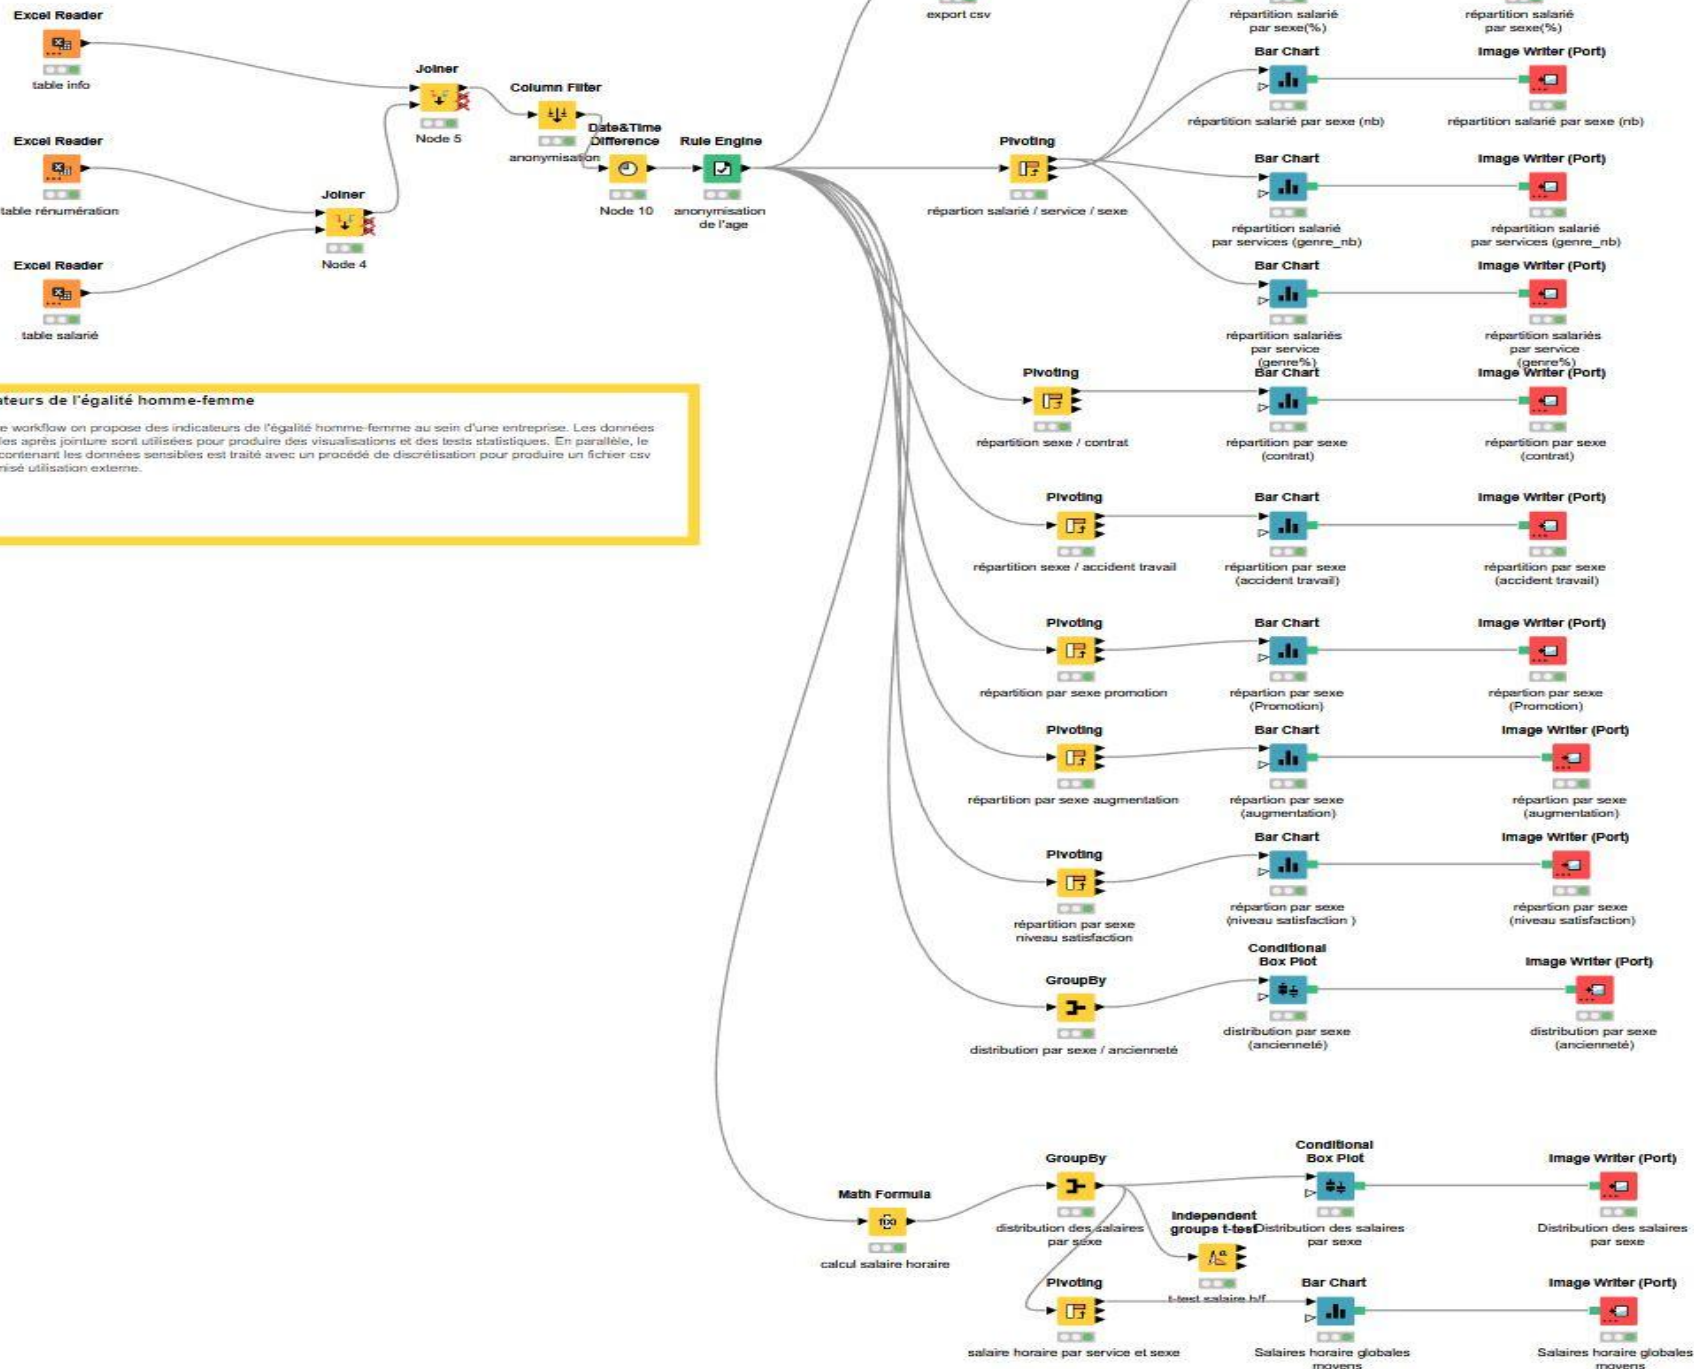 Excel Reader
table info
Excel Reader
table rénumération
Excel Reader
table salarié
Joiner
Node 4
Joiner
Node 5
Column Filter
anonymisation
Date&Time
Difference
Node 10
Rule Engine
anonymisation
de l'age
ateurs de l'égalité homme-femme
e workflow on propose des indicateurs de l'égalité homme-femme au sein d'une entreprise. Les données
les après jointure sont utilisées pour produire des visualisations et des tests statistiques. En parallèle, le
contenant les données sensibles est traité avec un procédé de discrétisation pour produire un fichier csv
nisé utilisation externe.
export csv
répartition salarié
par sexe(%)
répartition salarié
par sexe(%)
Bar Chart
répartition salarié par sexe (nb)
Image Writer (Port)
répartition salarié par sexe (nb)
Pivoting
répartion salarié / service / sexe
Bar Chart
répartition salarié
par services (genre_nb)
Image Writer (Port)
répartition salarié
par services (genre_nb)
Bar Chart
répartition salariés
par service
(genre%)
Image Writer (Port)
répartition salariés
par service
(genre%)
Pivoting
répartition sexe / contrat
Bar Chart
répartition par sexe
(contrat)
Image Writer (Port)
répartition par sexe
(contrat)
Pivoting
répartition sexe / accident travail
Bar Chart
répartition par sexe
(accident travail)
Image Writer (Port)
répartition par sexe
(accident travail)
Pivoting
répartition par sexe promotion
Bar Chart
répartion par sexe
(Promotion)
Image Writer (Port)
répartion par sexe
(Promotion)
Pivoting
répartition par sexe augmentation
Bar Chart
répartion par sexe
(augmentation)
Image Writer (Port)
répartion par sexe
(augmentation)
Pivoting
répartition par sexe
niveau satisfaction
Bar Chart
répartion par sexe
(niveau satisfaction )
Image Writer (Port)
répartion par sexe
(niveau satisfaction)
GroupBy
distribution par sexe / ancienneté
Conditional
Box Plot
distribution par sexe
(ancienneté)
Image Writer (Port)
distribution par sexe
(ancienneté)
Math Formula
f(x)
calcul salaire horaire
GroupBy
distribution des salaires
par sexe
Independent
groups t-test
t-test salaire h/f
Conditional
Box Plot
Distribution des salaires
par sexe
Image Writer (Port)
Distribution des salaires
par sexe
Pivoting
salaire horaire par service et sexe
Bar Chart
Salaires horaire globales
moyens
Image Writer (Port)
Salaires horaire globales
moyens